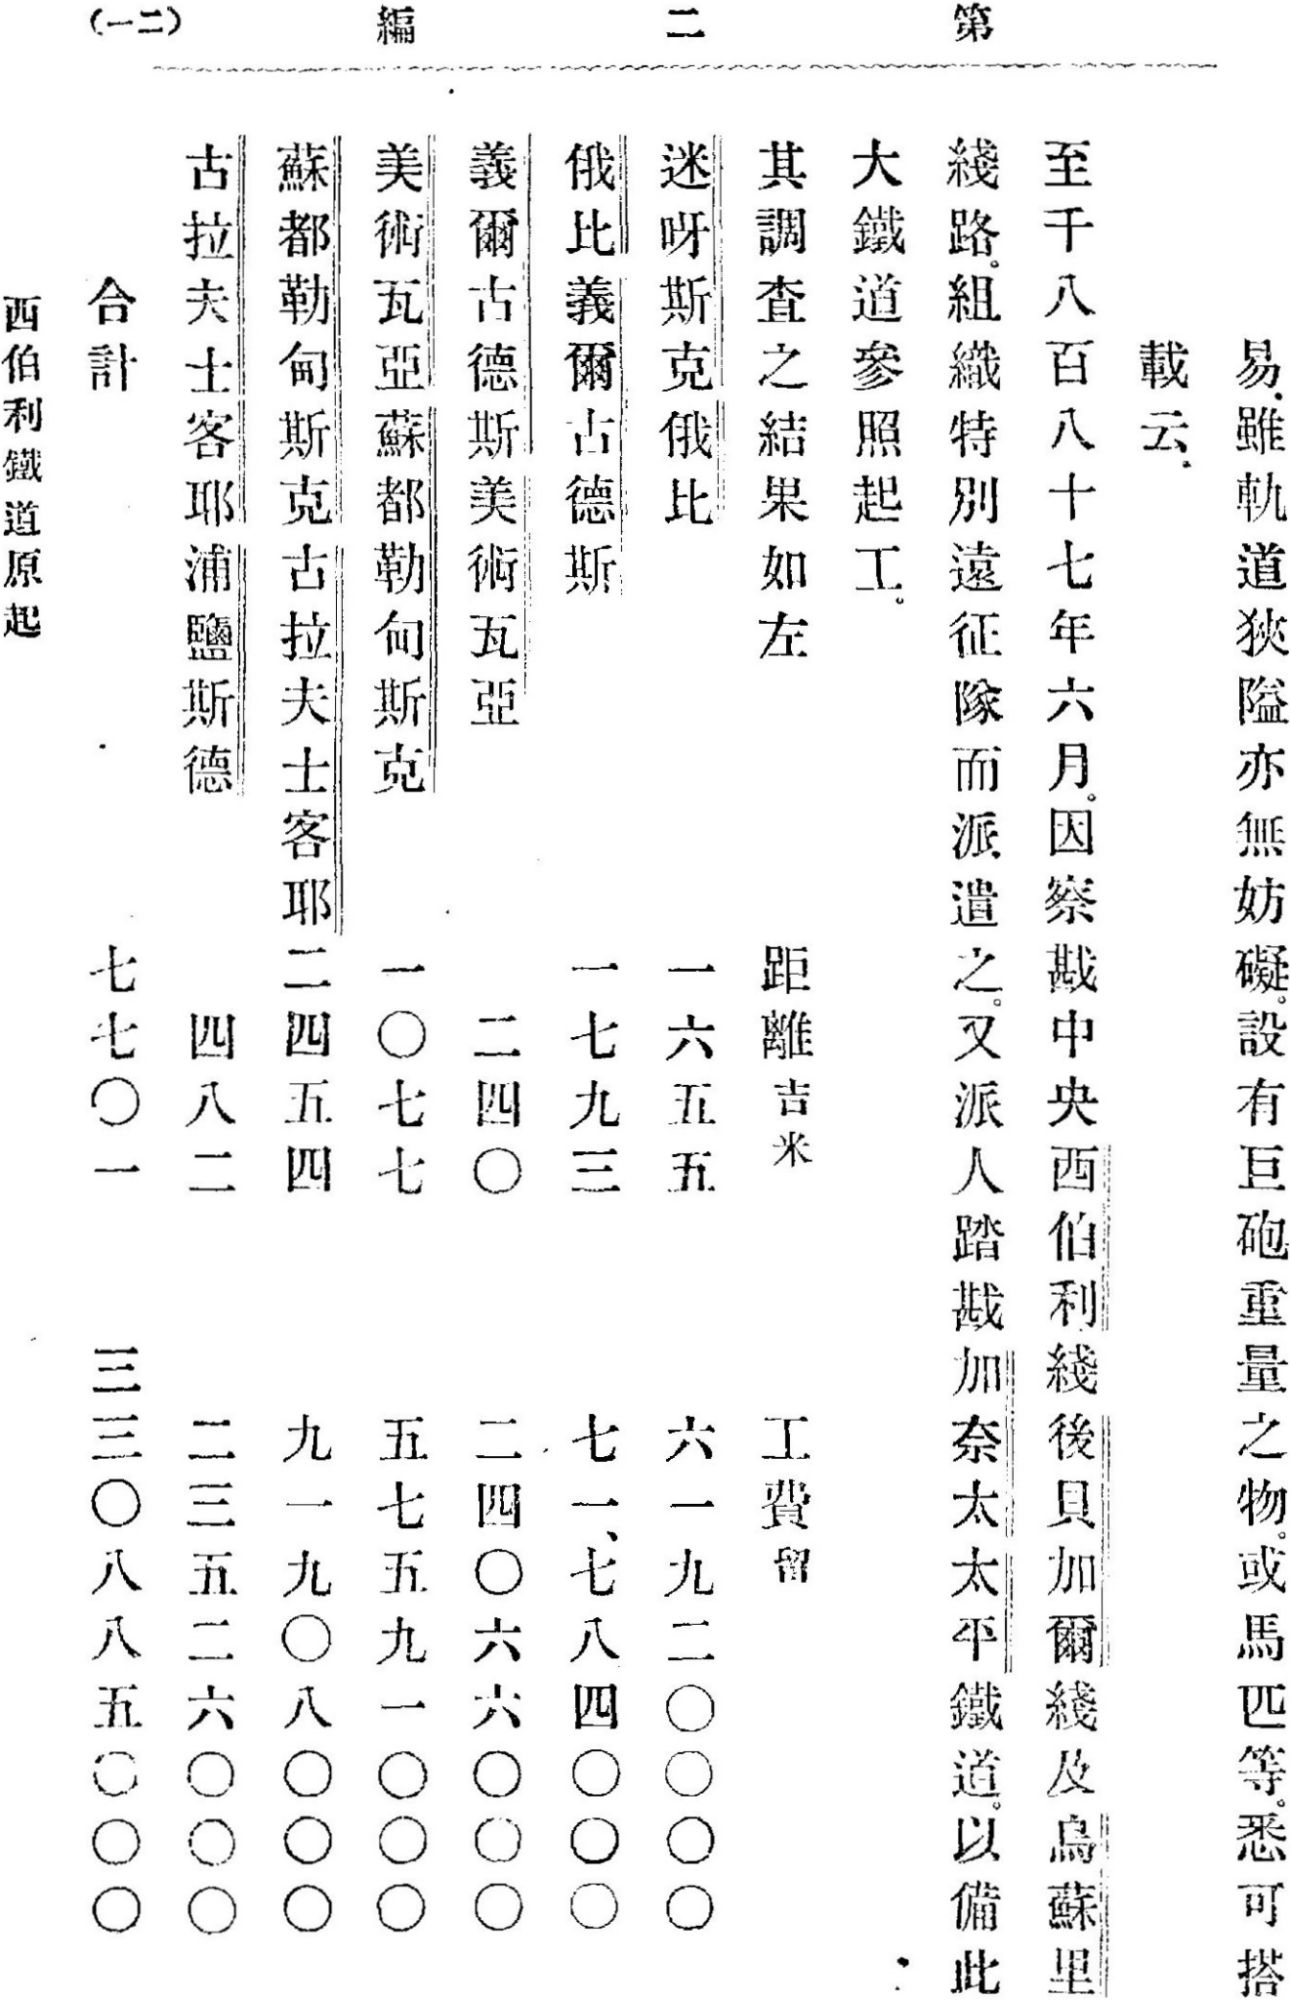 第二編
(二一)
易、雖軌道狹隘亦無妨礙。設有巨砲重量之物。或馬匹等。悉可搭
載云、
至千八百八十七年六月。因察戡中央西伯利綫後貝加爾綫及烏蘇里
綫路。組織特別遠征隊而派遣之。又派人踏戡加奈太太平鐵道。以備此
大鐵道參照起工。
其調査之結果如左 距離吉米 工費留
迷呀斯克俄比 一六五五 六一九二〇〇〇〇
俄比義爾古德斯 一七九三 七一、七八四〇〇〇
義爾古德斯美術瓦亞 二四〇 二四〇六六〇〇〇
美術瓦亞蘇都勒甸斯克 一〇七七 五七五九一〇〇〇
蘇都勒甸斯克古拉夫士客耶 二四五四 九一九〇八〇〇〇
古拉夫士客耶浦鹽斯德 四八二 二三五二六〇〇〇
合計 七七〇一 三三〇八八五〇〇〇
西伯利鐵道原起